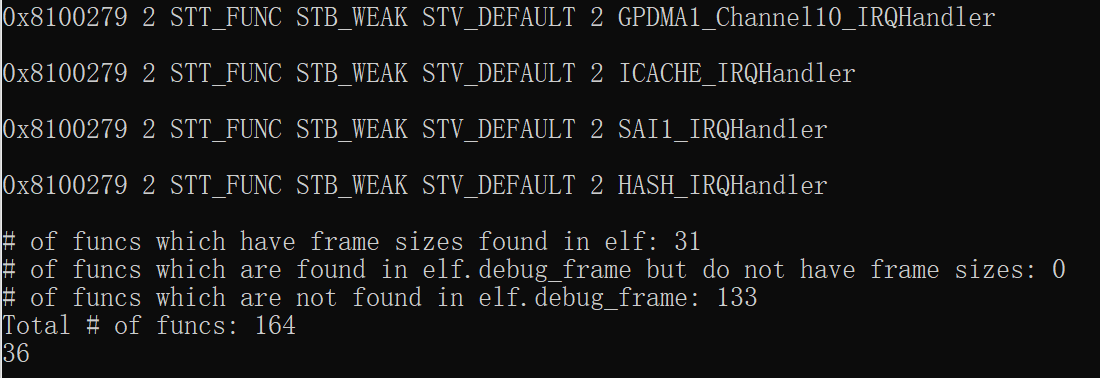 0x8100279 2 STT_FUNC STB_WEAK STV_DEFAULT 2 GPDMA1_Channel10_IRQHandler
0x8100279 2 STT_FUNC STB_WEAK STV_DEFAULT 2 ICACHE_IRQHandler
0x8100279 2 STT_FUNC STB_WEAK STV_DEFAULT 2 SAI1_IRQHandler
0x8100279 2 STT_FUNC STB_WEAK STV_DEFAULT 2 HASH_IRQHandler
# of funcs which have frame sizes found in elf: 31
# of funcs which are found in elf.debug_frame but do not have frame sizes: 0
# of funcs which are not found in elf.debug_frame: 133
Total # of funcs: 164
36